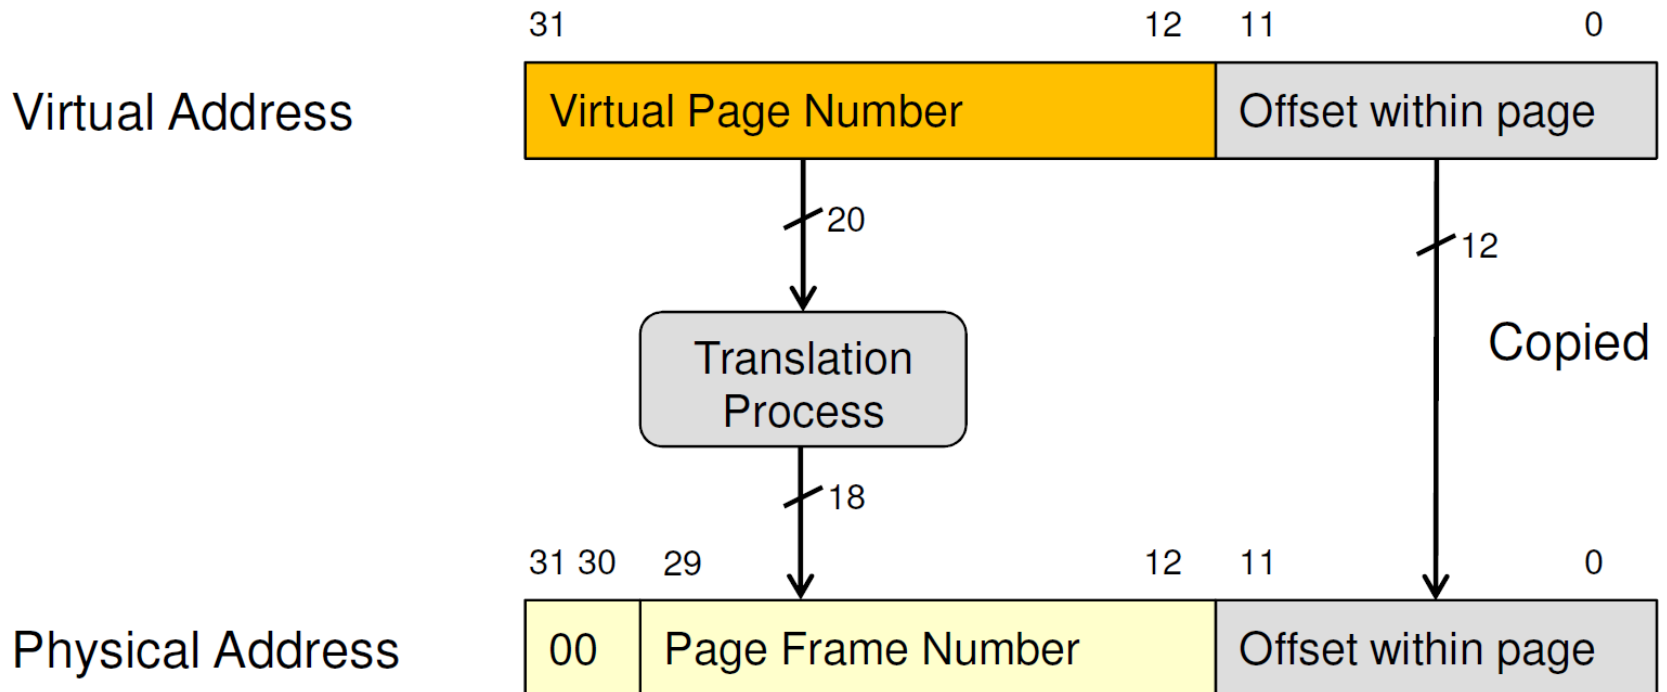 31 12 11 0
Virtual Address Virtual Page Number Offset within page
20
12
Translation
Process
Copied
18
31 30 29 12 11 0
Physical Address 00 Page Frame Number Offset within page